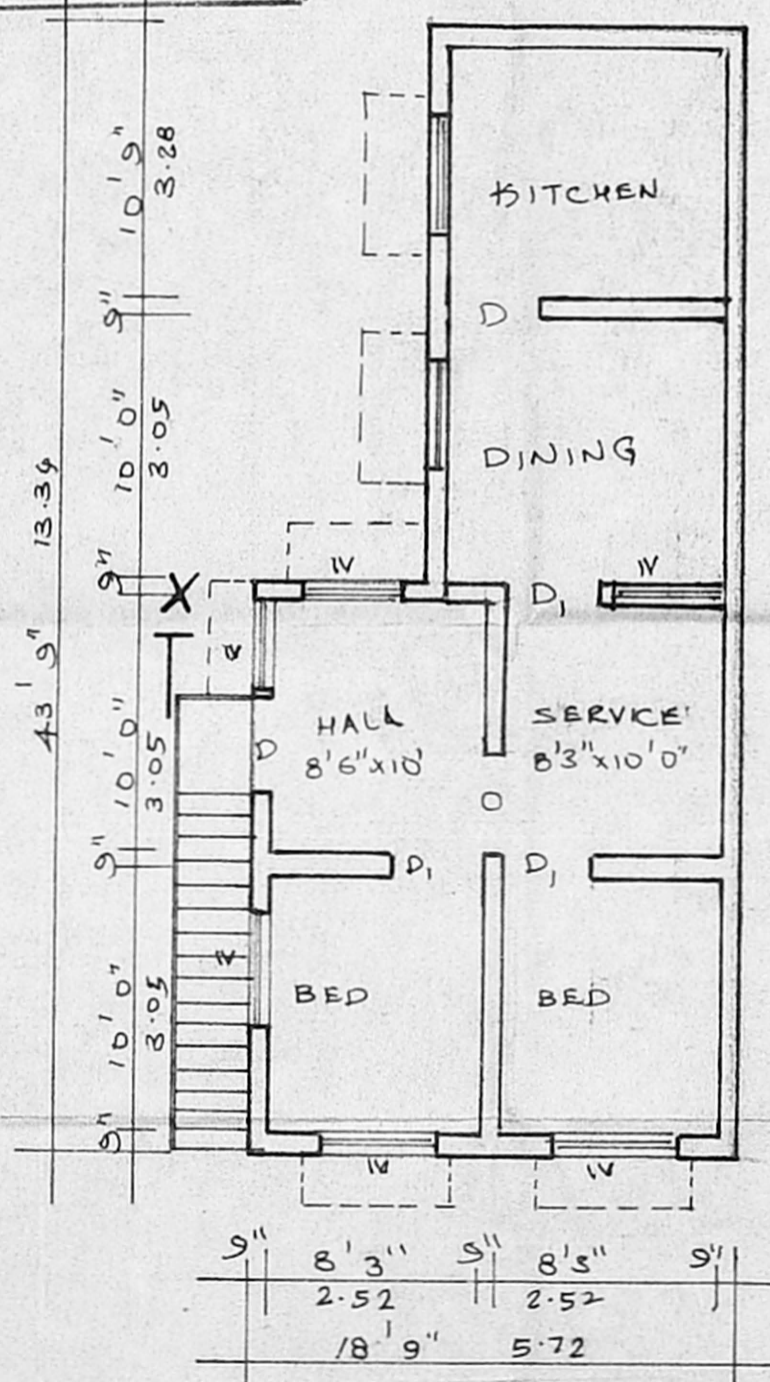 10'9"
3.28
KITCHEN
9"
D
10'0"
3.05
DINING
13.34
43'9"
9"
W
D1
W
W
HALL
8'6"x10'
SERVICE
8'3"x10'0"
D
10'0"
3.05
O
9"
D1
D1
W
BED
BED
10'0"
3.05
9"
W
W
9"
8'3"
9"
8'3"
9"
2.52
2.52
18'9"
5.72